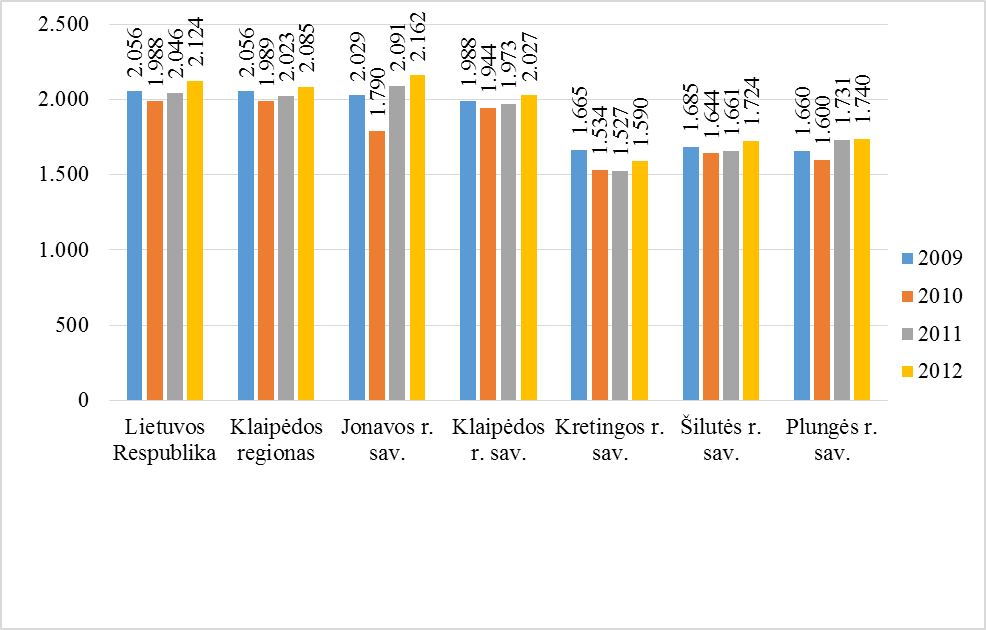 2.500
2.000
1.500
1.000
500
0
2.056
1.988
2.046
2.124
2.056
1.989
2.023
2.085
2.029
1.790
2.091
2.162
1.988
1.944
1.973
2.027
1.665
1.534
1.527
1.590
1.685
1.644
1.661
1.724
1.660
1.600
1.731
1.740
Lietuvos
Respublika
Klaipėdos
regionas
Jonavos r.
sav.
Klaipėdos
r. sav.
Kretingos r.
sav.
Šilutės r.
sav.
Plungės r.
sav.
2009
2010
2011
2012